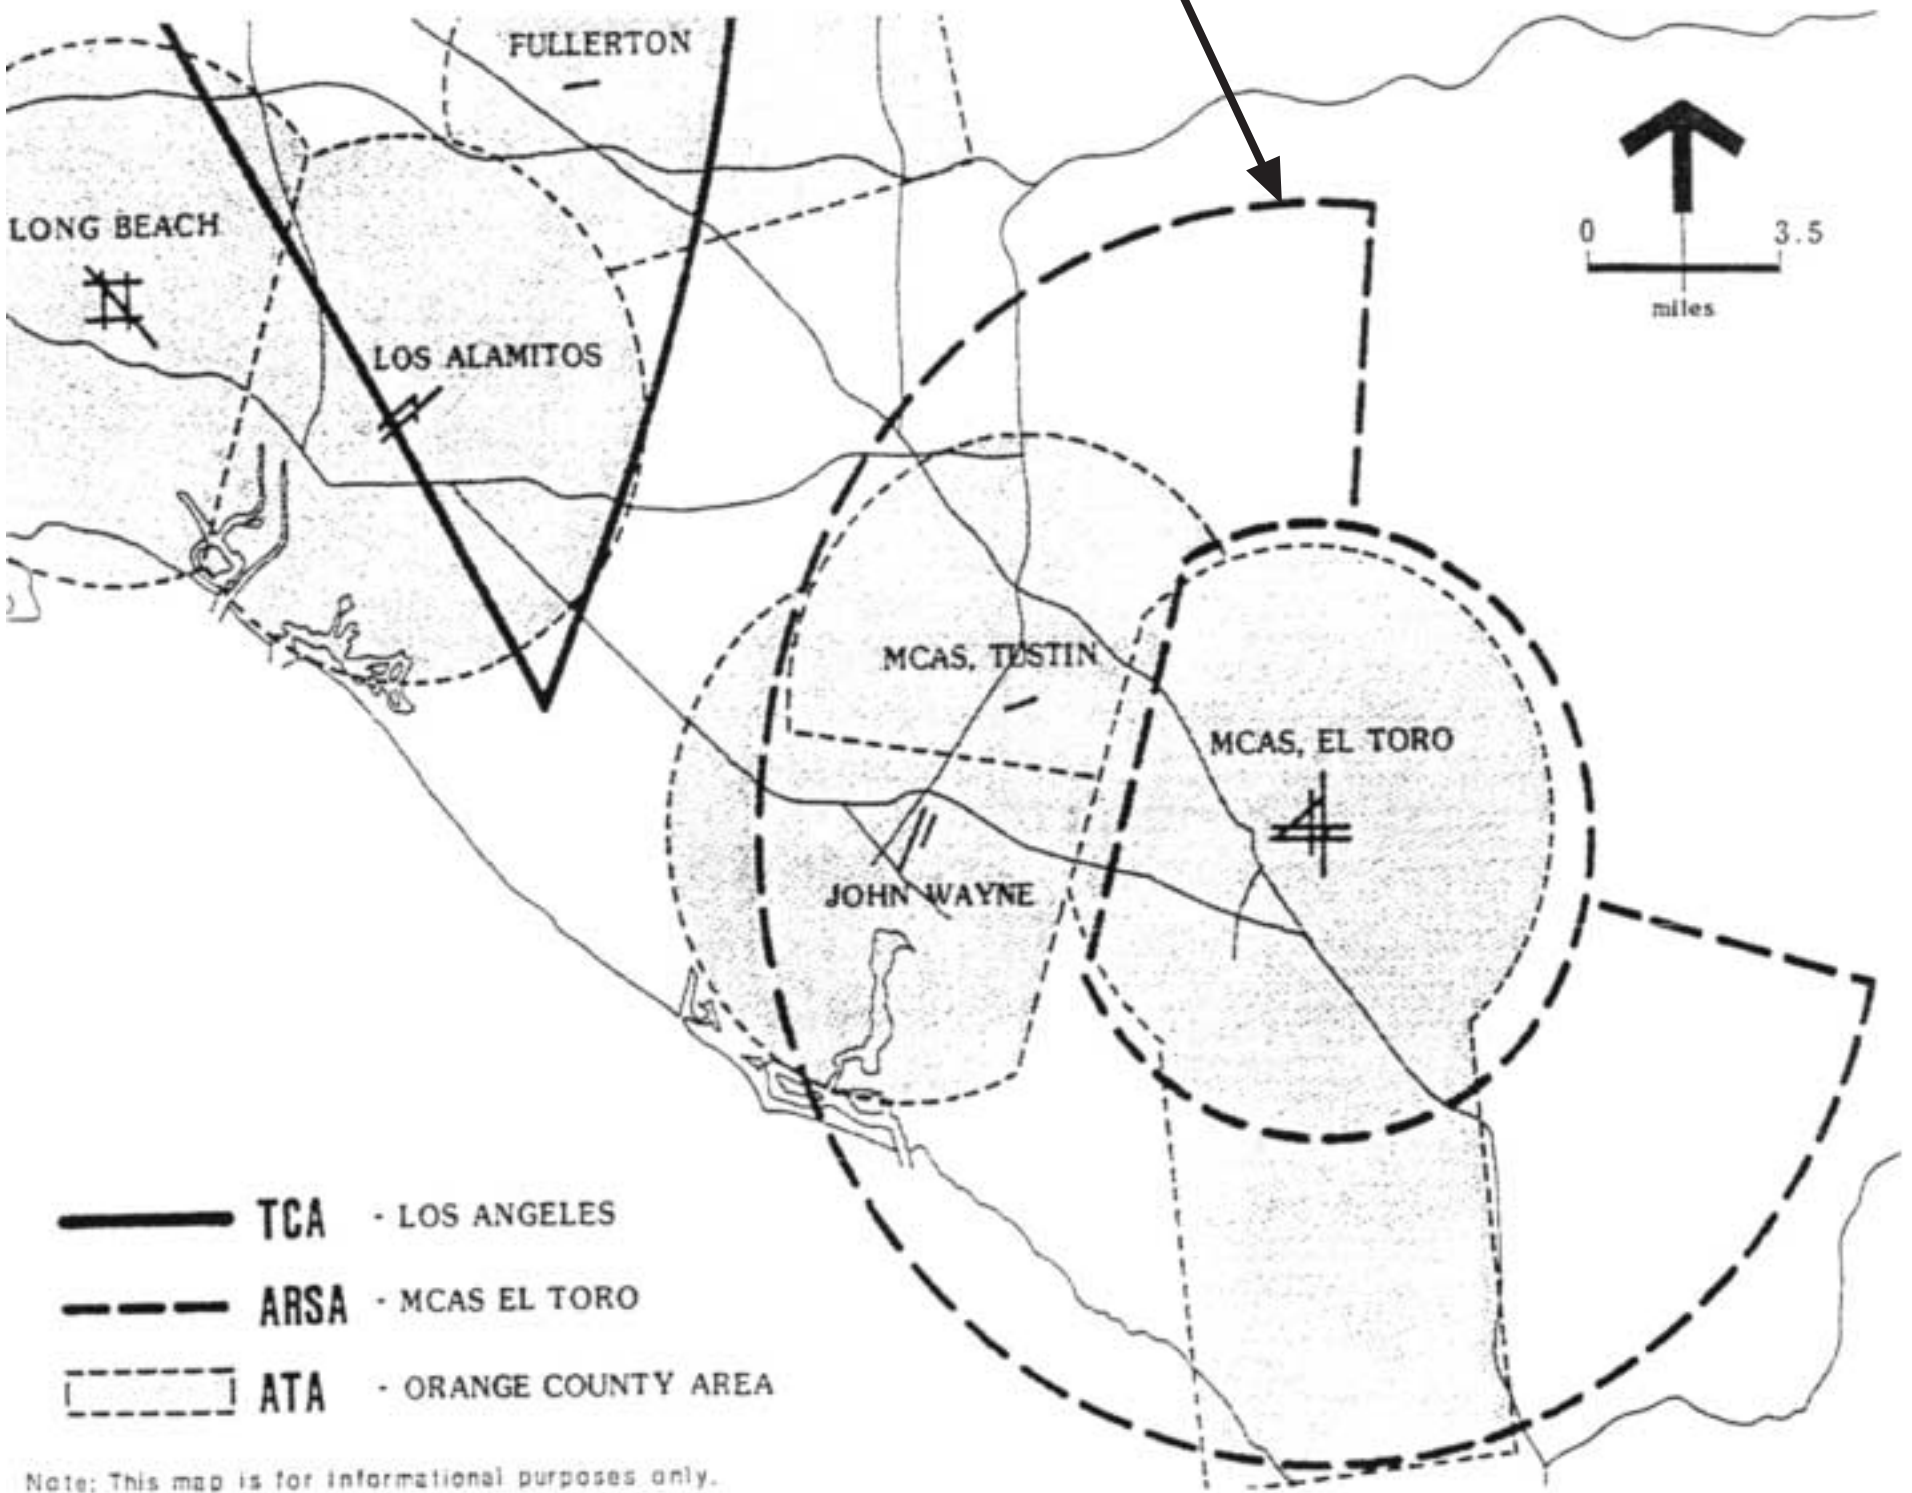 FULLERTON
LONG BEACH
0 3.5
miles
LOS ALAMITOS
MCAS, TUSTIN
MCAS, EL TORO
JOHN WAYNE
TCA - LOS ANGELES
ARSA - MCAS EL TORO
ATA - ORANGE COUNTY AREA
Note: This map is for informational purposes only.